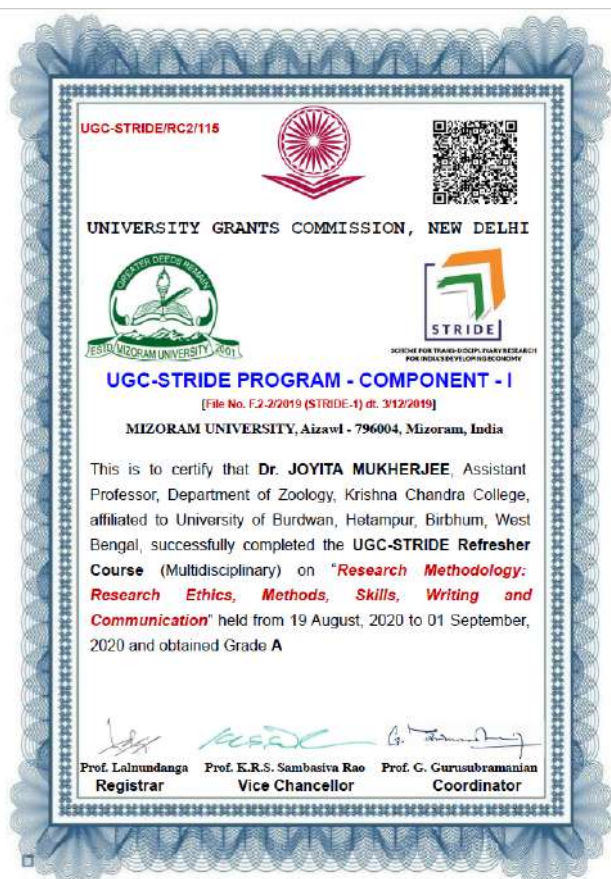 UGC-STRIDE/RC2/115
UNIVERSITY GRANTS COMMISSION, NEW DELHI
GREATER DEEDS REMAIN
ESTD MIZORAM UNIVERSITY 2001
STRIDE
SCHEME FOR TRANS-DISCIPLINARY RESEARCH
FOR INDIA'S DEVELOPING ECONOMY
UGC-STRIDE PROGRAM - COMPONENT - I
[File No. F.2-2/2019 (STRIDE-1) dt. 3/12/2019]
MIZORAM UNIVERSITY, Aizawl - 796004, Mizoram, India
This is to certify that Dr. JOYITA MUKHERJEE, Assistant
Professor, Department of Zoology, Krishna Chandra College,
affiliated to University of Burdwan, Hetampur, Birbhum, West
Bengal, successfully completed the UGC-STRIDE Refresher
Course (Multidisciplinary) on "Research Methodology:
Research Ethics, Methods, Skills, Writing and
Communication" held from 19 August, 2020 to 01 September,
2020 and obtained Grade A
Prof. Lalnundanga Prof. K.R.S. Sambasiva Rao Prof. G. Gurusubramanian
Registrar Vice Chancellor Coordinator